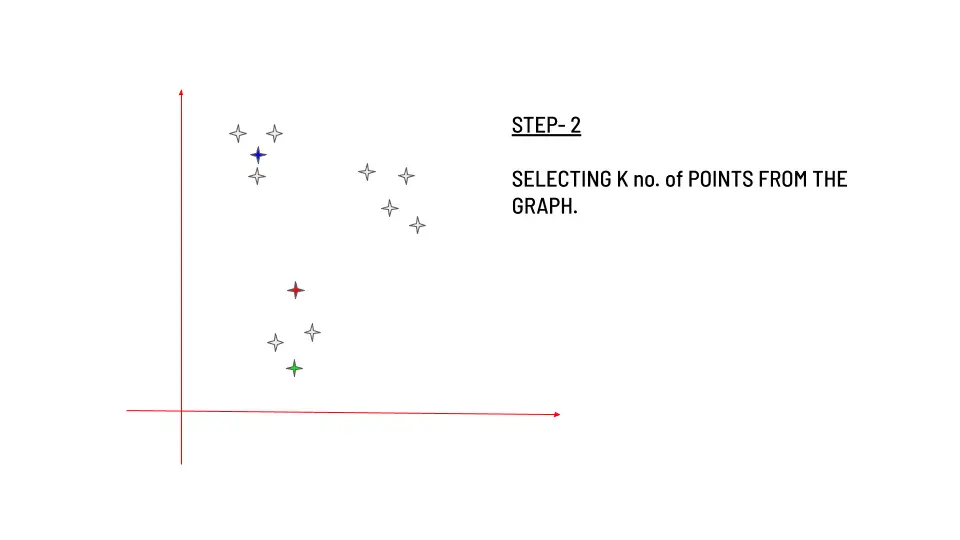 STEP- 2
SELECTING K no. of POINTS FROM THE
GRAPH.